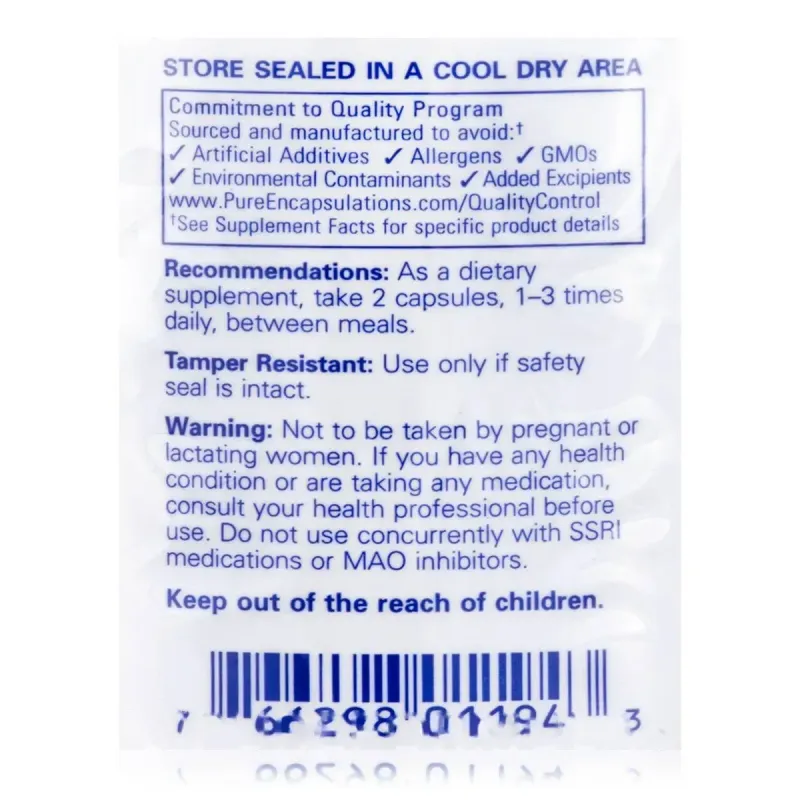 STORE SEALED IN A COOL DRY AREA
Commitment to Quality Program
Sourced and manufactured to avoid:†
✓ Artificial Additives ✓ Allergens ✓ GMOs
✓ Environmental Contaminants ✓ Added Excipients
www.PureEncapsulations.com/QualityControl
†See Supplement Facts for specific product details
Recommendations: As a dietary
supplement, take 2 capsules, 1–3 times
daily, between meals.
Tamper Resistant: Use only if safety
seal is intact.
Warning: Not to be taken by pregnant or
lactating women. If you have any health
condition or are taking any medication,
consult your health professional before
use. Do not use concurrently with SSRI
medications or MAO inhibitors.
Keep out of the reach of children.
3